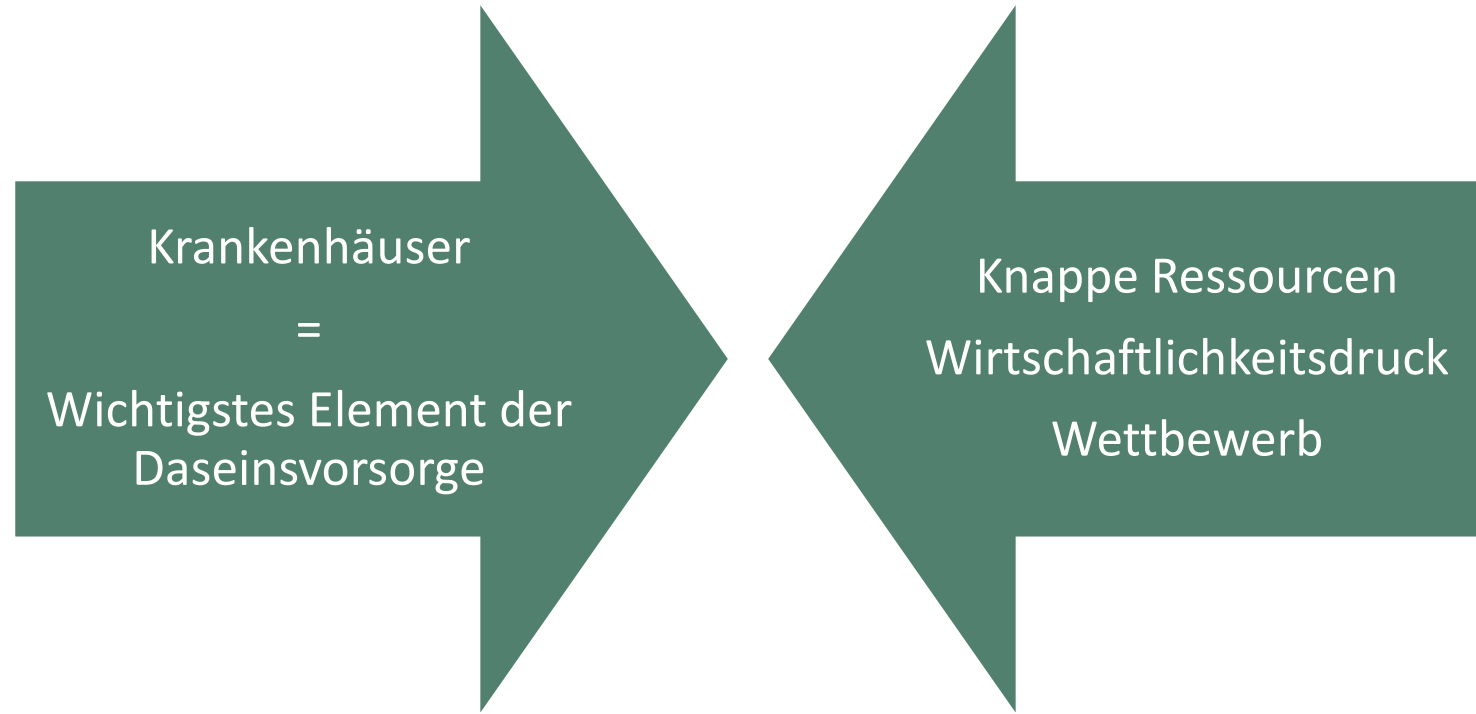 Krankenhäuser
=
Wichtigstes Element der
Daseinsvorsorge
Knappe Ressourcen
Wirtschaftlichkeitsdruck
Wettbewerb